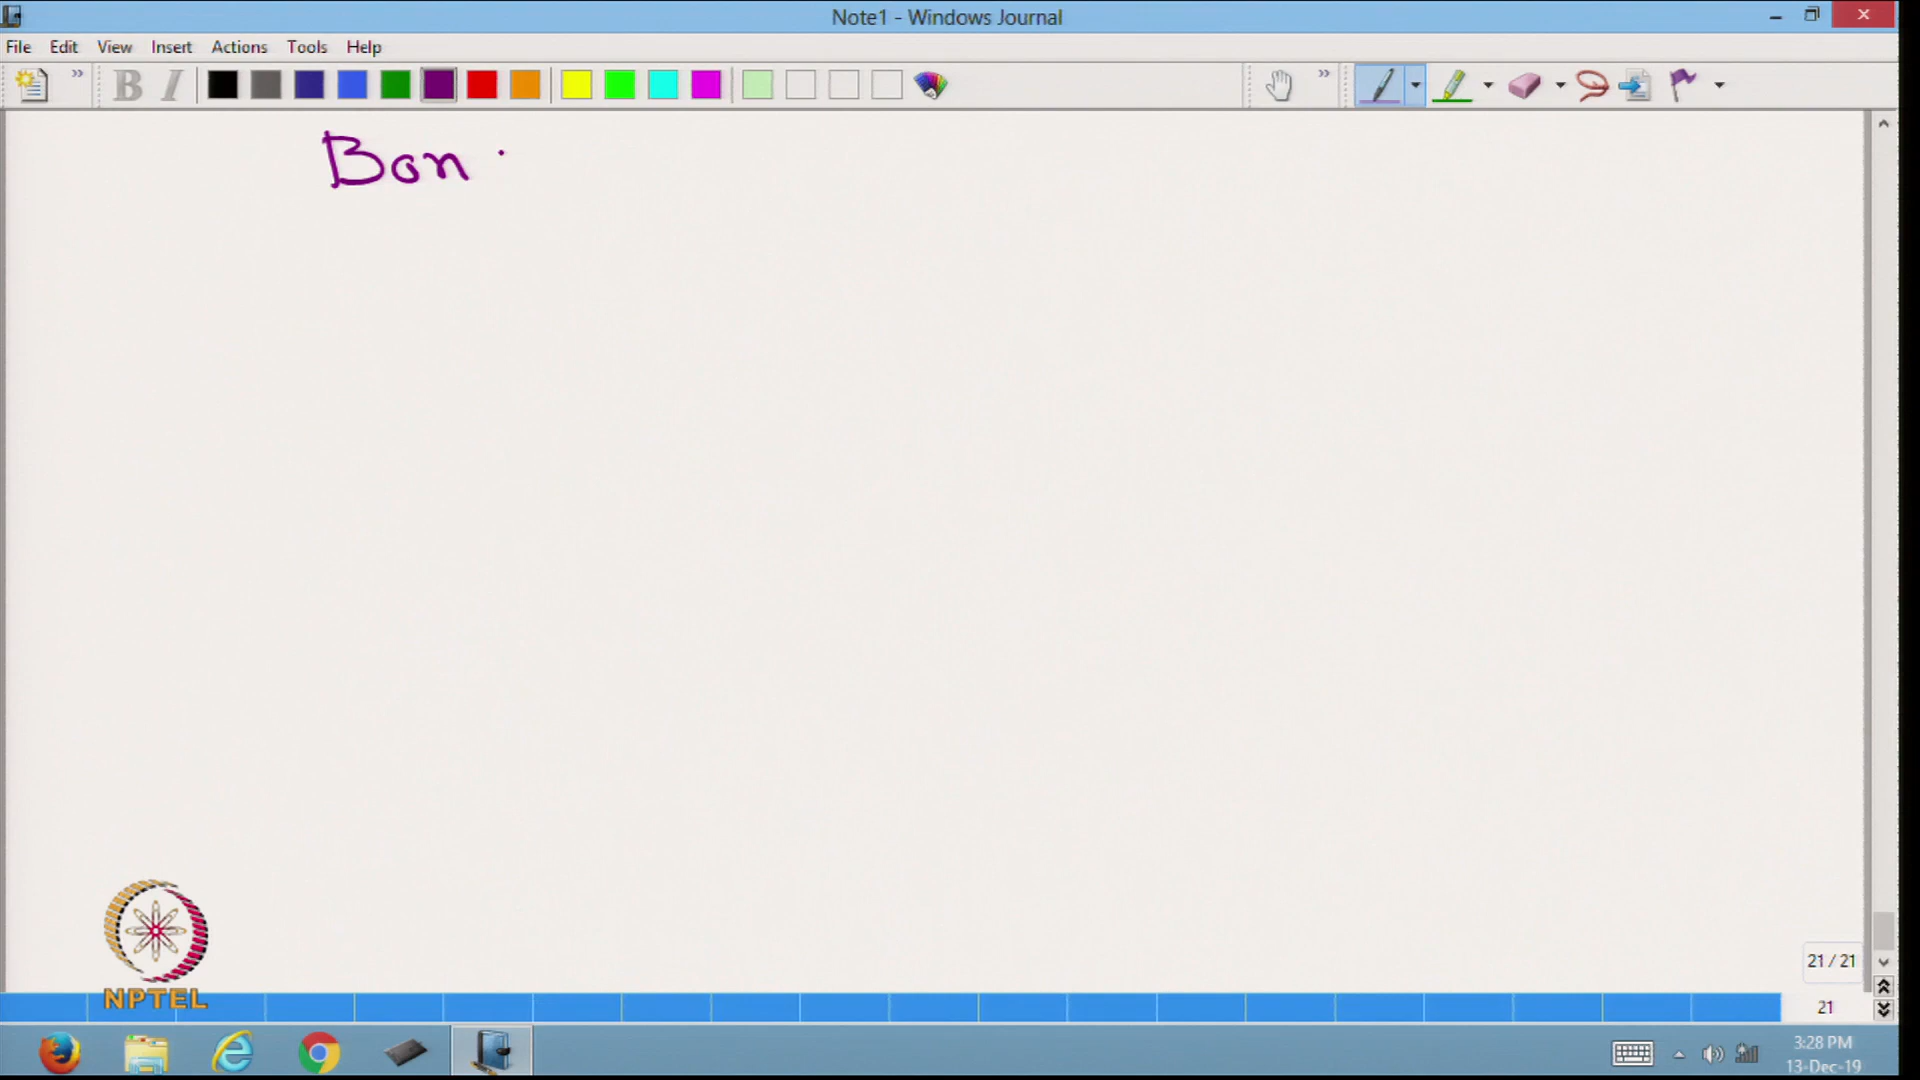 Note1 - Windows Journal
File Edit View Insert Actions Tools Help
B I
Bon
NPTEL
21 / 21
21
3:28 PM
13-Dec-19